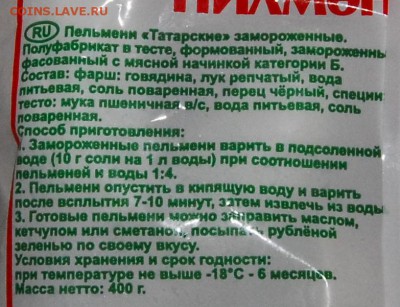 COINS.LAVE.RU
RU Пельмени «Татарские» замороженные.
Полуфабрикат в тесте, формованный, замороженны
фасованный с мясной начинкой категории Б.
Состав: фарш: говядина, лук репчатый, вода
питьевая, соль поваренная, перец чёрный, специи
тесто: мука пшеничная в/с, вода питьевая, соль
поваренная.
Способ приготовления:
1. Замороженные пельмени варить в подсоленной
воде (10 г соли на 1 л воды) при соотношении
пельменей и воды 1:4.
2. Пельмени опустить в кипящую воду и варить
после всплытия 7-10 минут, затем извлечь из воды
3. Готовые пельмени можно заправить маслом,
кетчупом или сметаной, посыпать рублёной
зеленью по своему вкусу.
Условия хранения и срок годности:
при температуре не выше -18°С - 6 месяцев.
Масса нетто: 400 г.